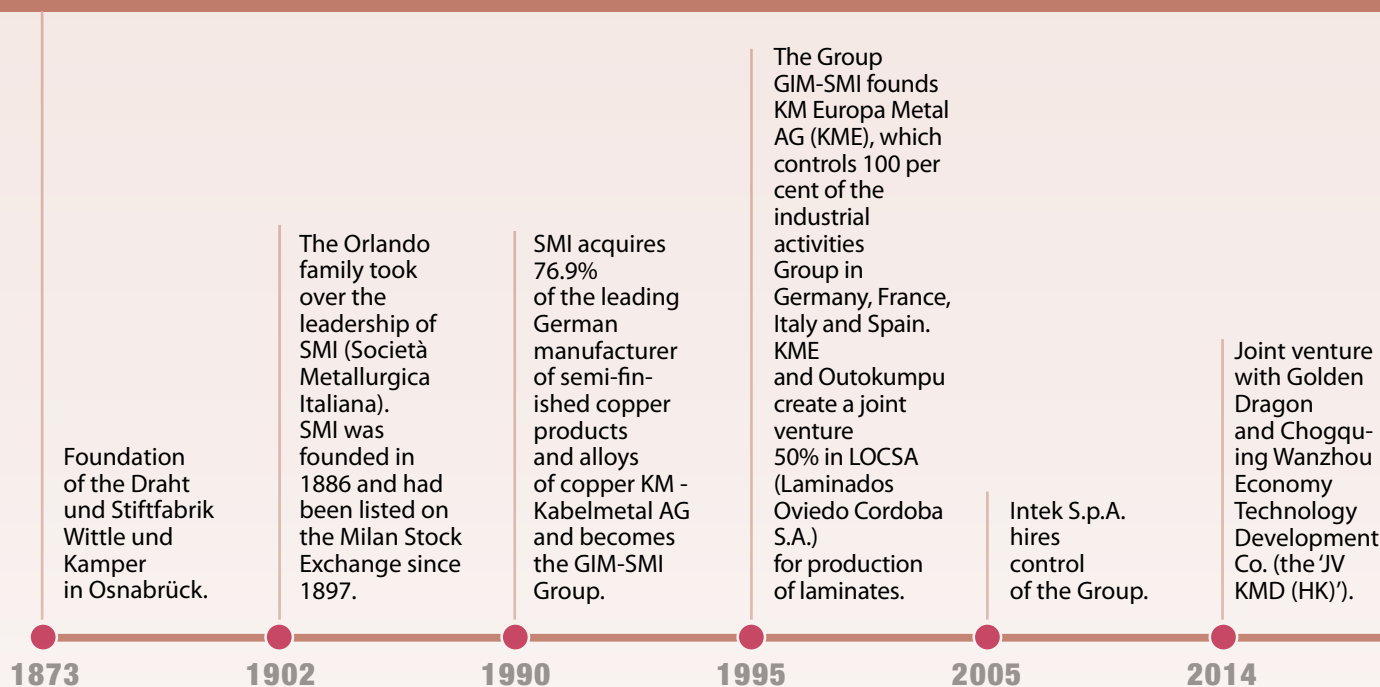 Foundation
of the Draht
und Stiftfabrik
Wittle und
Kamper
in Osnabrück.
1873
The Orlando
family took
over the
leadership of
SMI (Società
Metallurgica
Italiana).
SMI was
founded in
1886 and had
been listed on
the Milan Stock
Exchange since
1897.
1902
SMI acquires
76.9%
of the leading
German
manufacturer
of semi-fin-
ished copper
products
and alloys
of copper KM -
Kabelmetal AG
and becomes
the GIM-SMI
Group.
1990
The Group
GIM-SMI founds
KM Europa Metal
AG (KME), which
controls 100 per
cent of the
industrial
activities
Group in
Germany, France,
Italy and Spain.
KME
and Outokumpu
create a joint
venture
50% in LOCSA
(Laminados
Oviedo Cordoba
S.A.)
for production
of laminates.
1995
Intek S.p.A.
hires
control
of the Group.
2005
Joint venture
with Golden
Dragon
and Chogqu-
ing Wanzhou
Economy
Technology
Development
Co. (the ‘JV
KMD (HK)’).
2014